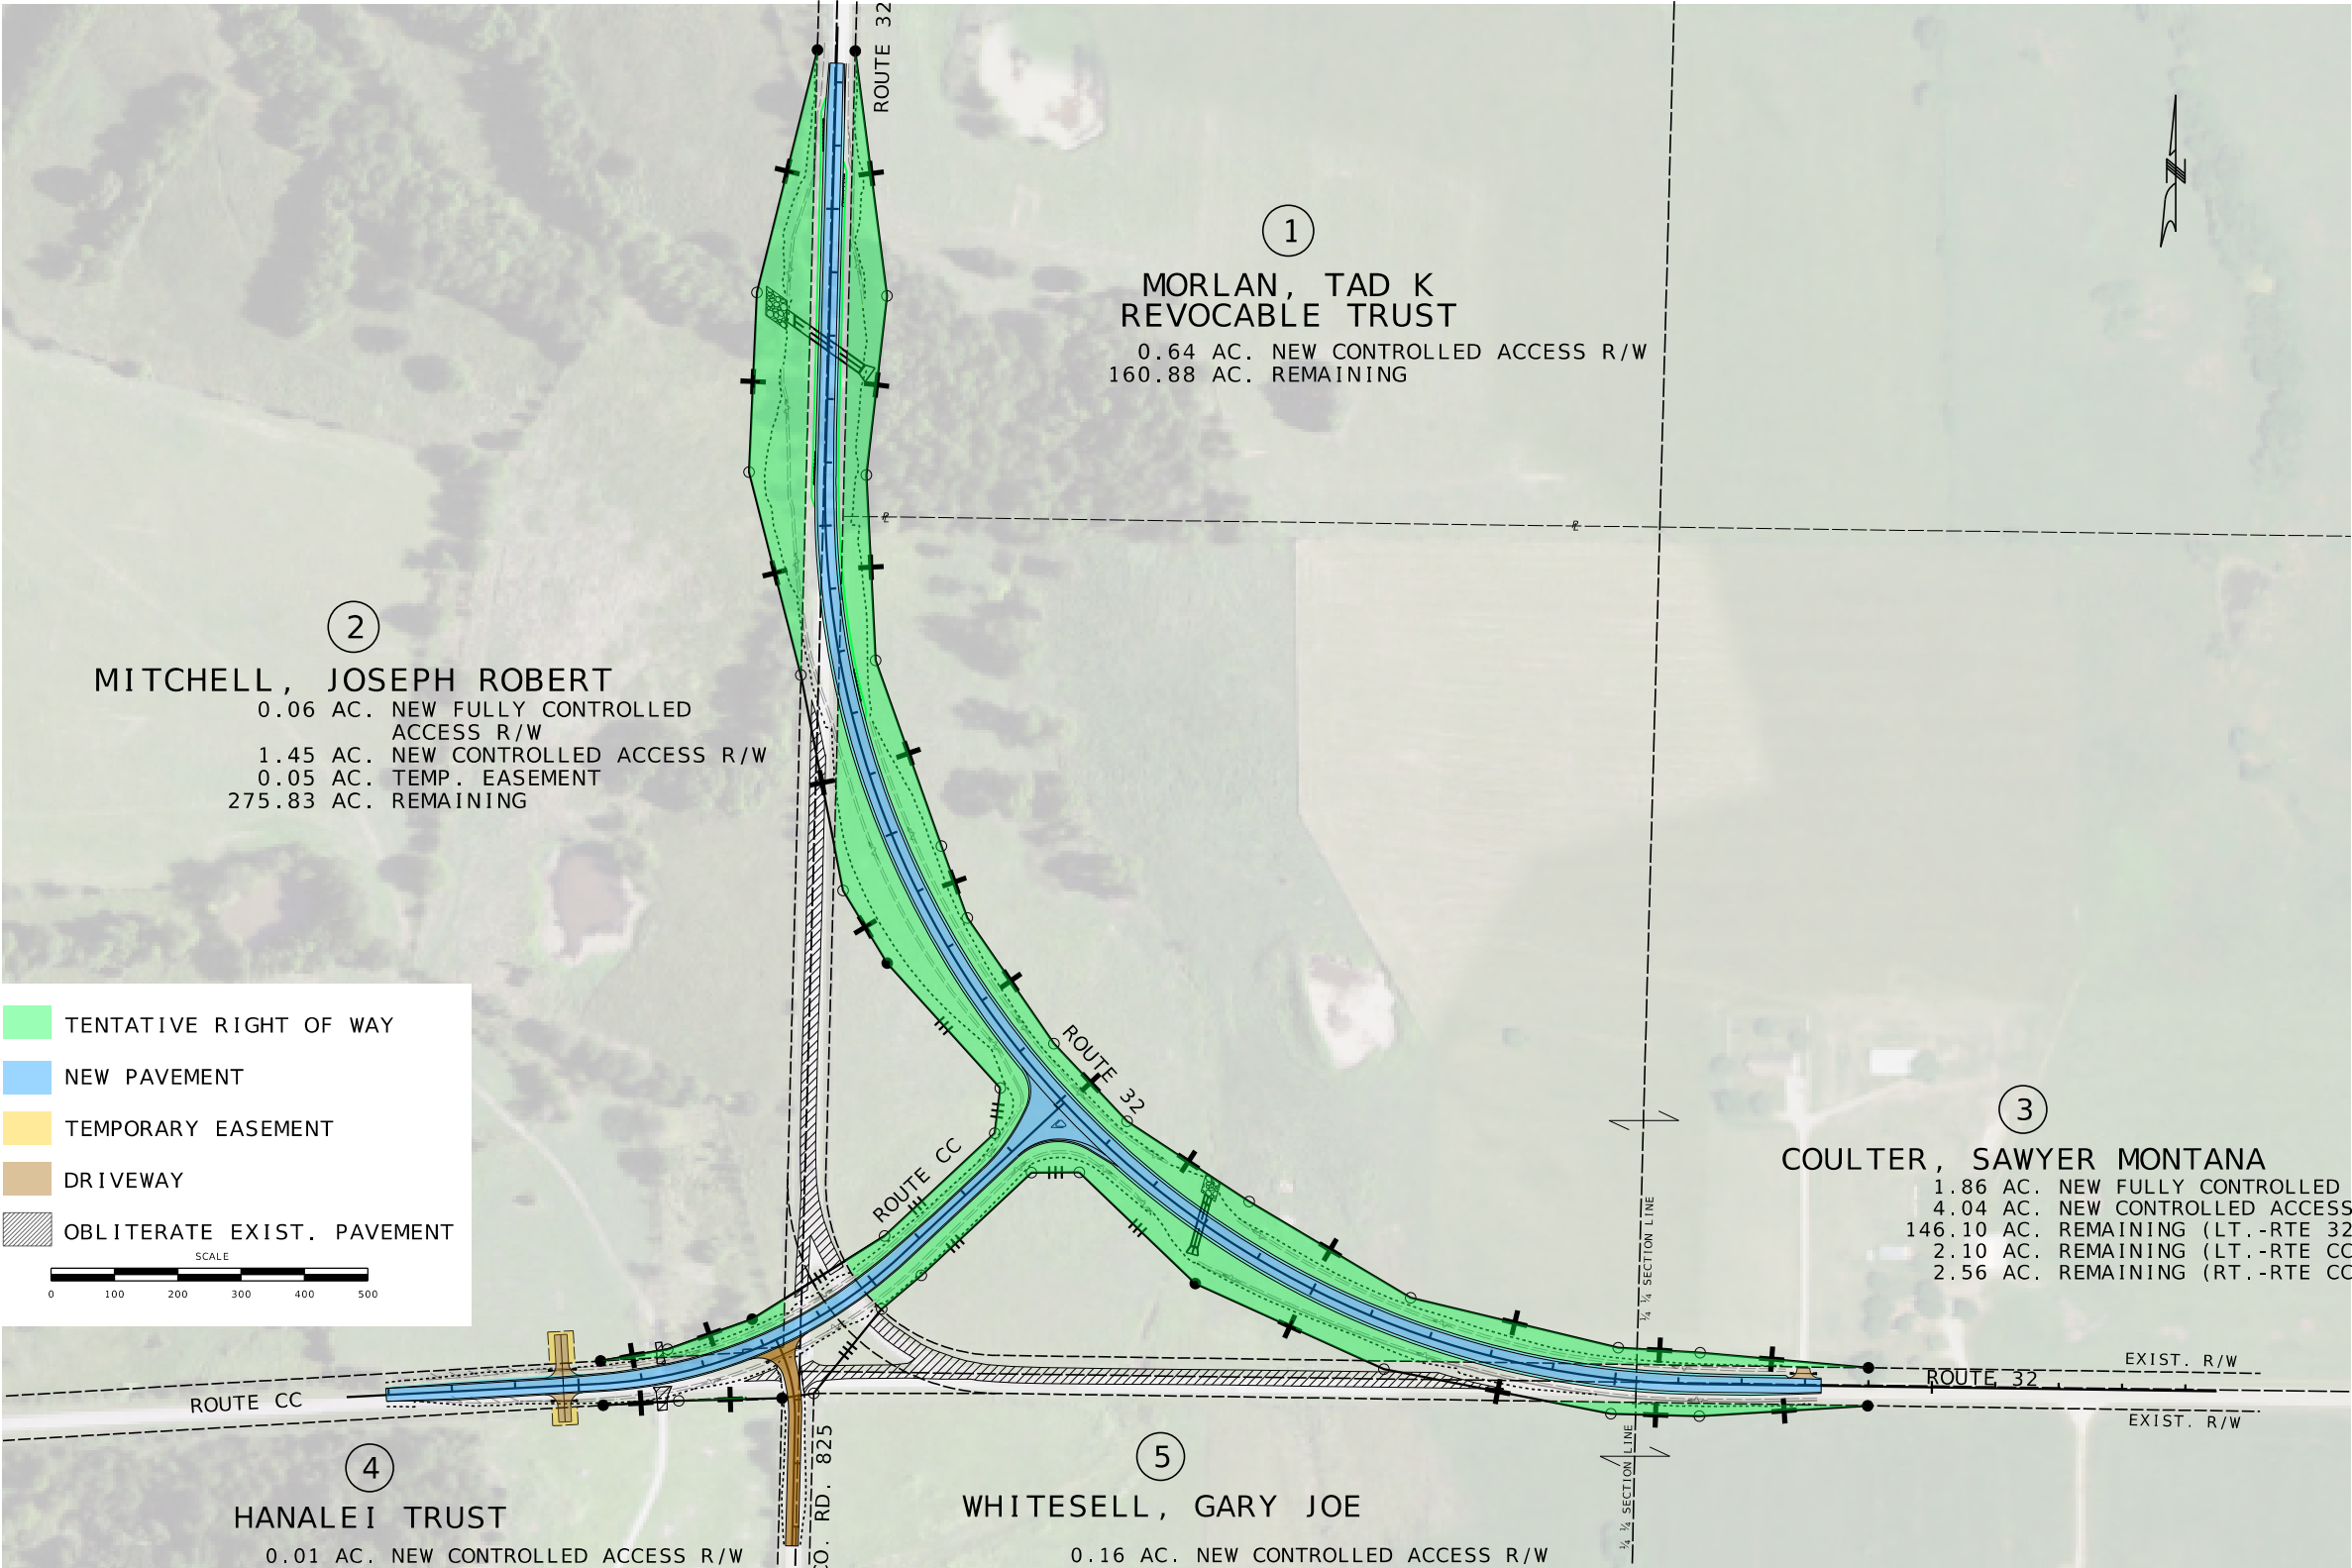 ROUTE 32
1
MORLAN, TAD K
REVOCABLE TRUST
0.64 AC. NEW CONTROLLED ACCESS R/W
160.88 AC. REMAINING
2
MITCHELL, JOSEPH ROBERT
0.06 AC. NEW FULLY CONTROLLED
ACCESS R/W
1.45 AC. NEW CONTROLLED ACCESS R/W
0.05 AC. TEMP. EASEMENT
275.83 AC. REMAINING
TENTATIVE RIGHT OF WAY
NEW PAVEMENT
TEMPORARY EASEMENT
DRIVEWAY
OBLITERATE EXIST. PAVEMENT
SCALE
0 100 200 300 400 500
ROUTE 32
ROUTE CC
3
COULTER, SAWYER MONTANA
1.86 AC. NEW FULLY CONTROLLED
4.04 AC. NEW CONTROLLED ACCESS
146.10 AC. REMAINING (LT.-RTE 32
2.10 AC. REMAINING (LT.-RTE CC
2.56 AC. REMAINING (RT.-RTE CC
¼ ¼ SECTION LINE
EXIST. R/W
ROUTE 32
EXIST. R/W
ROUTE CC
¼ ¼ SECTION LINE
CO. RD. 825
4
HANALEI TRUST
0.01 AC. NEW CONTROLLED ACCESS R/W
5
WHITESELL, GARY JOE
0.16 AC. NEW CONTROLLED ACCESS R/W